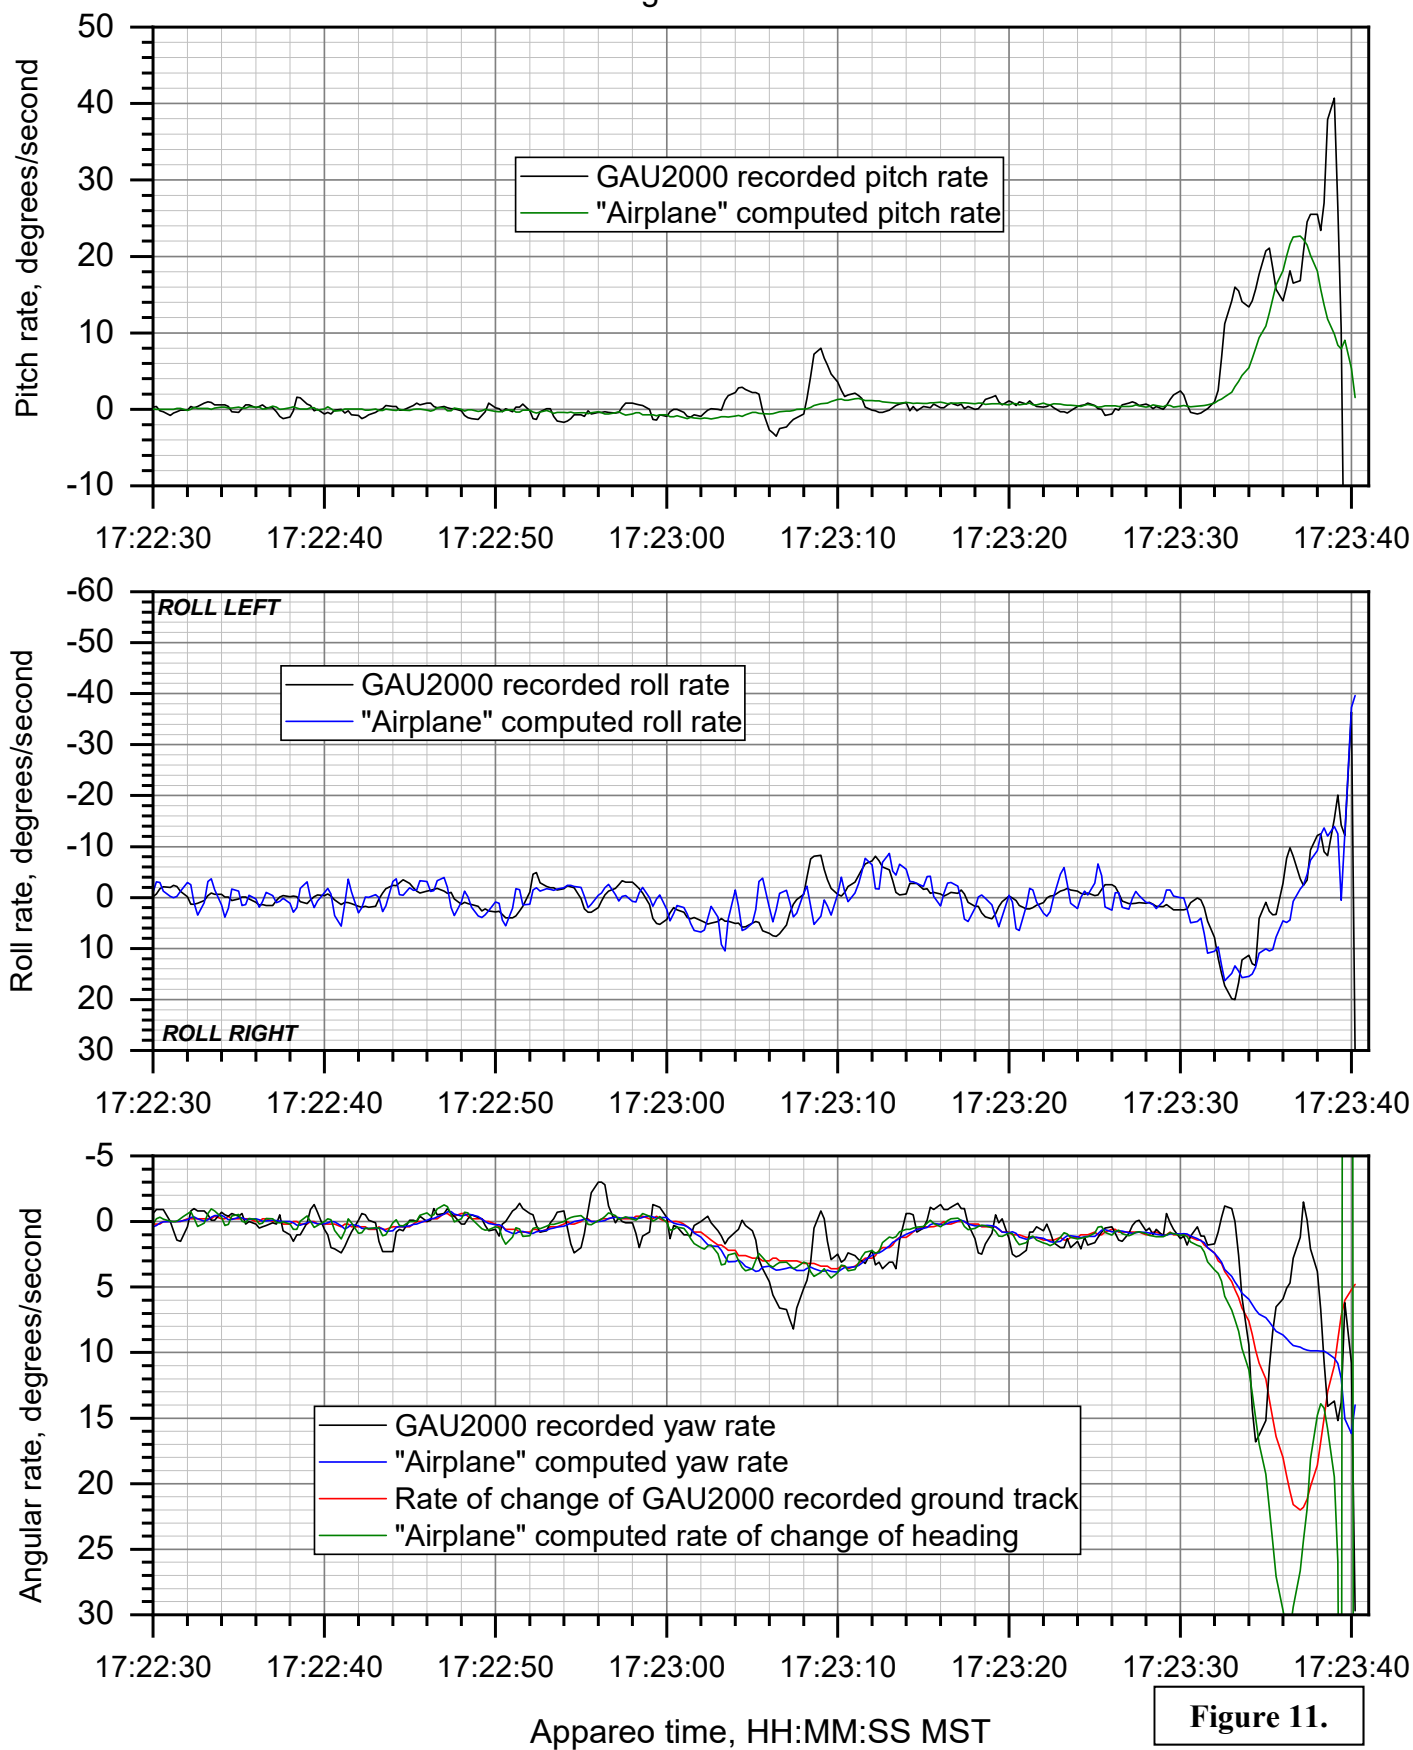 50
40
30
20
10
0
-10
Pitch rate, degrees/second
GAU2000 recorded pitch rate
"Airplane" computed pitch rate
17:22:30 17:22:40 17:22:50 17:23:00 17:23:10 17:23:20 17:23:30 17:23:40
-60
-50
-40
-30
-20
-10
0
10
20
30
Roll rate, degrees/second
ROLL LEFT
GAU2000 recorded roll rate
"Airplane" computed roll rate
ROLL RIGHT
17:22:30 17:22:40 17:22:50 17:23:00 17:23:10 17:23:20 17:23:30 17:23:40
-5
0
5
10
15
20
25
30
Angular rate, degrees/second
GAU2000 recorded yaw rate
"Airplane" computed yaw rate
Rate of change of GAU2000 recorded ground track
"Airplane" computed rate of change of heading
17:22:30 17:22:40 17:22:50 17:23:00 17:23:10 17:23:20 17:23:30 17:23:40
Appareo time, HH:MM:SS MST
Figure 11.